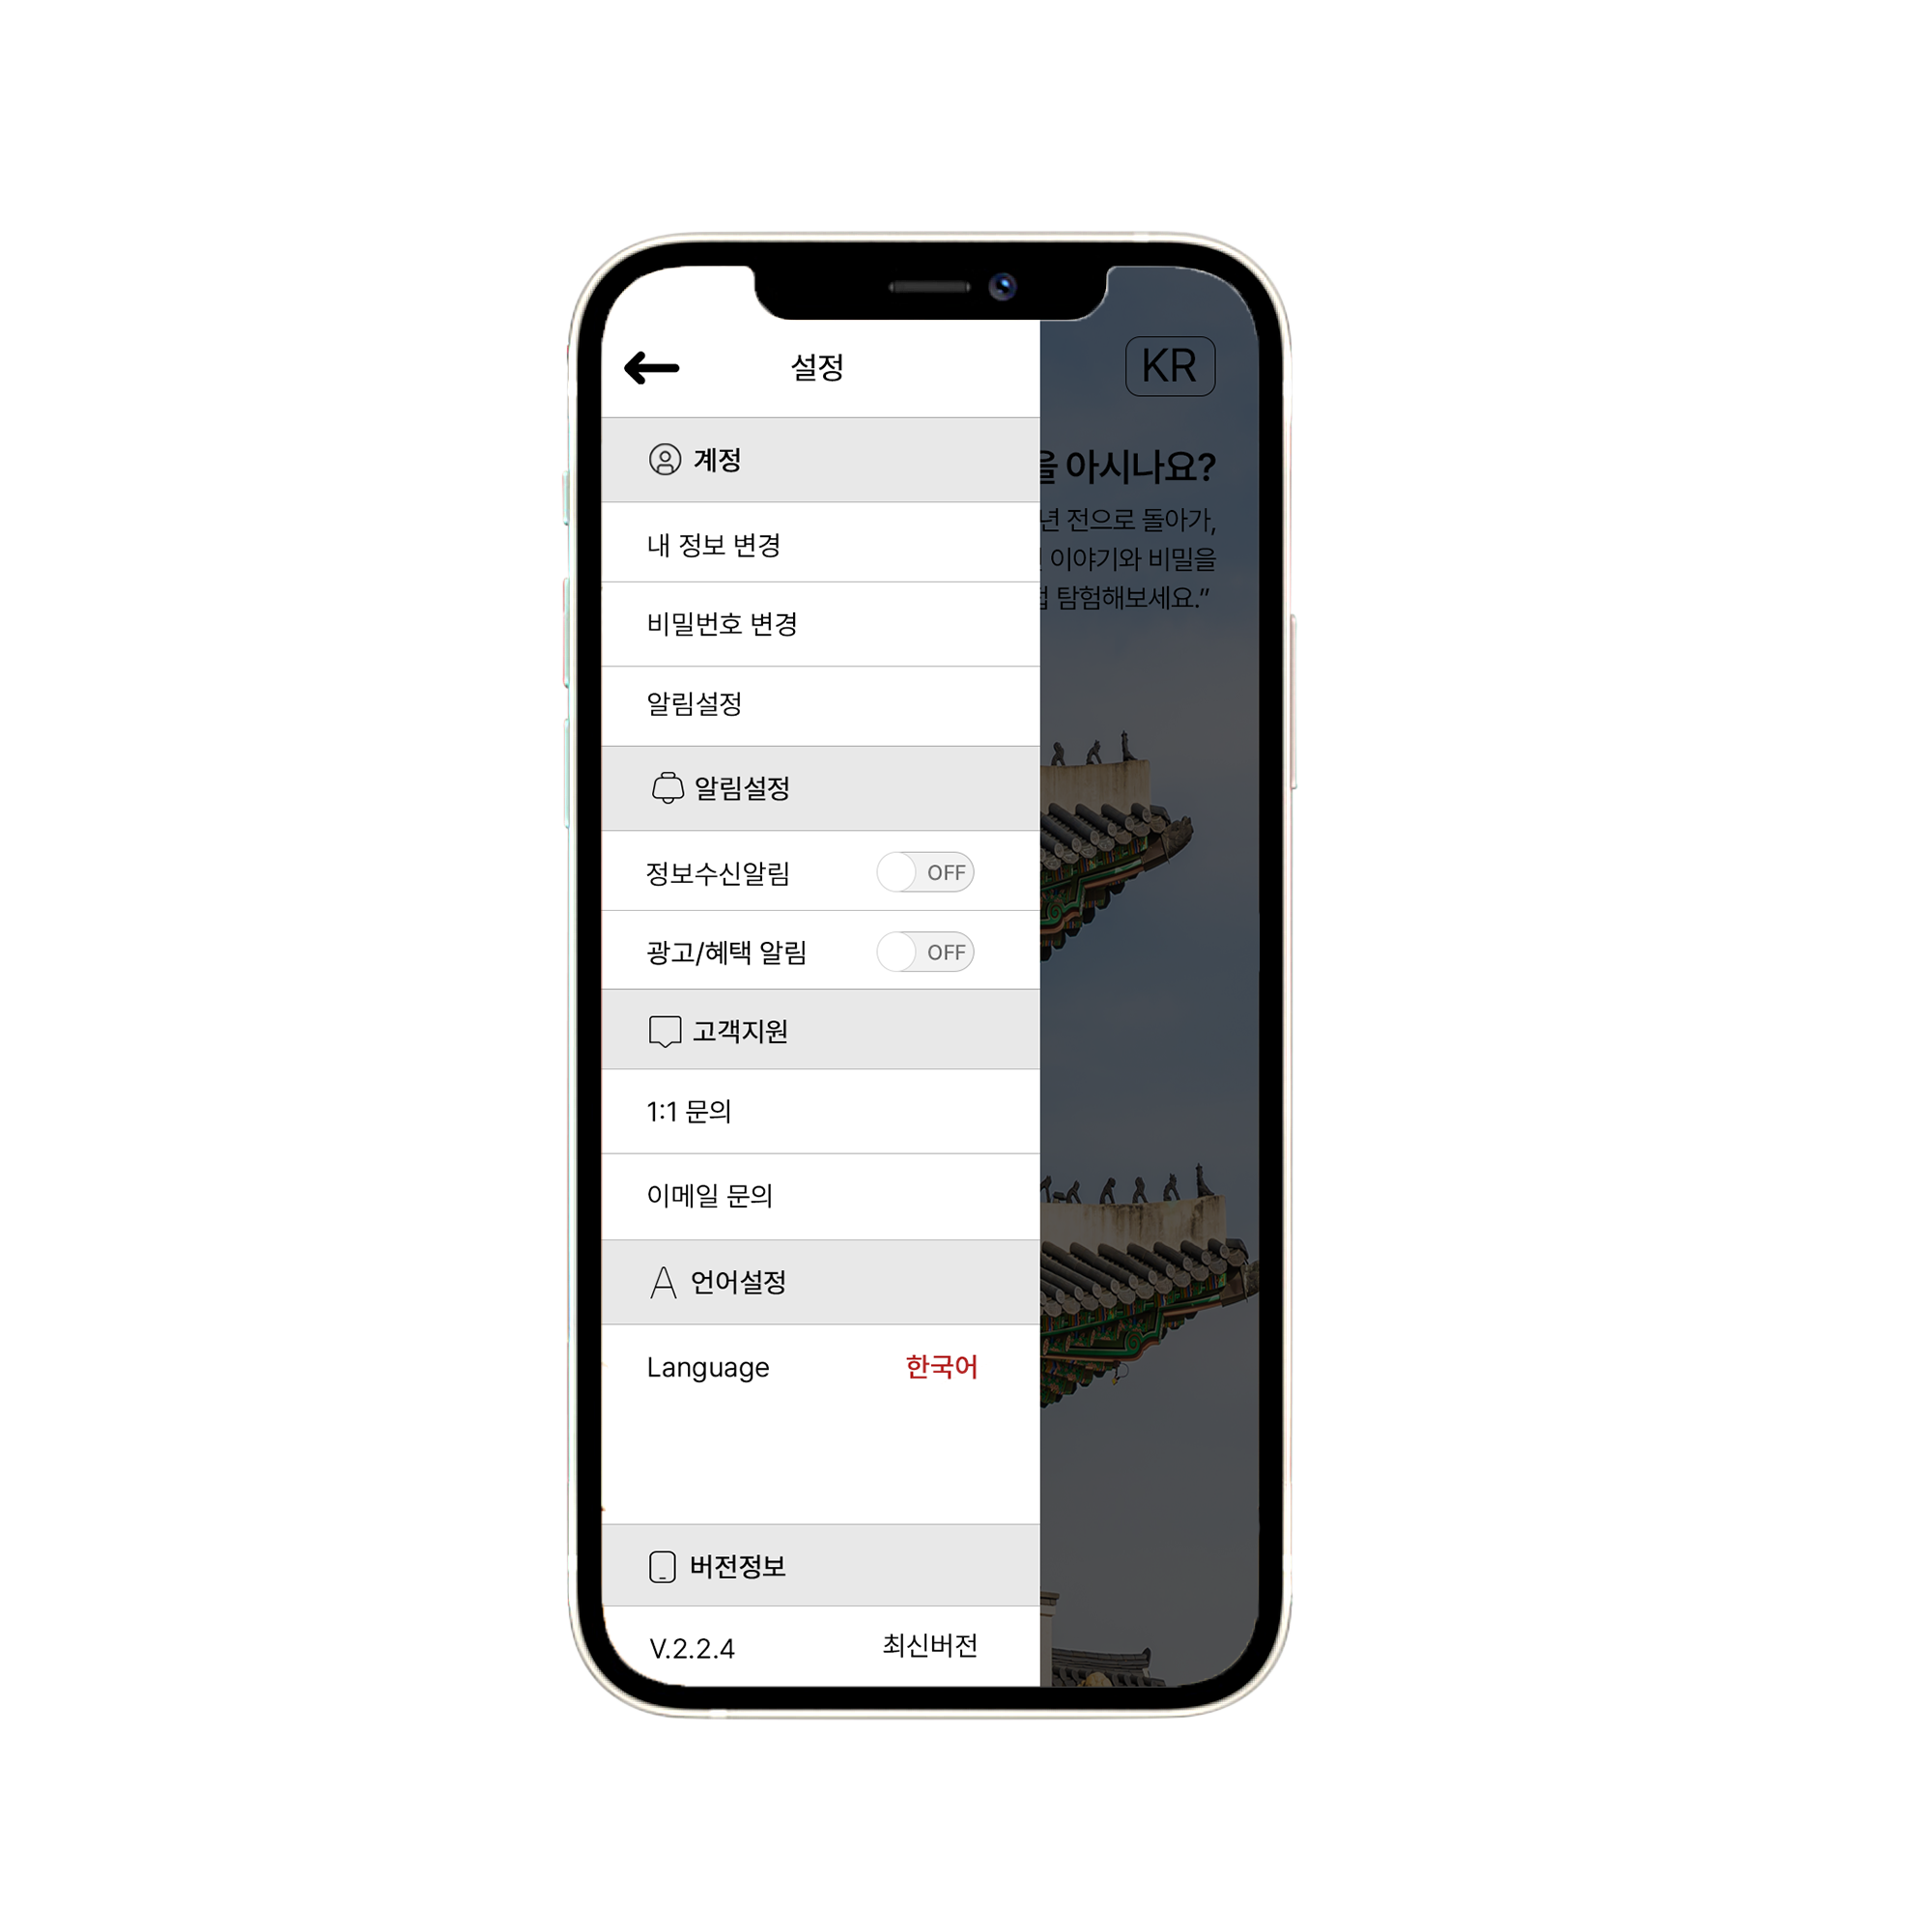 설정
KR
계정
을 아시나요?
내 정보 변경
년 전으로 돌아가,
이야기와 비밀을
비밀번호 변경
탐험해보세요.”
알림설정
알림설정
정보수신알림
OFF
광고/혜택 알림
OFF
고객지원
1:1 문의
이메일 문의
A 언어설정
Language
한국어
버전정보
V.2.2.4
최신버전